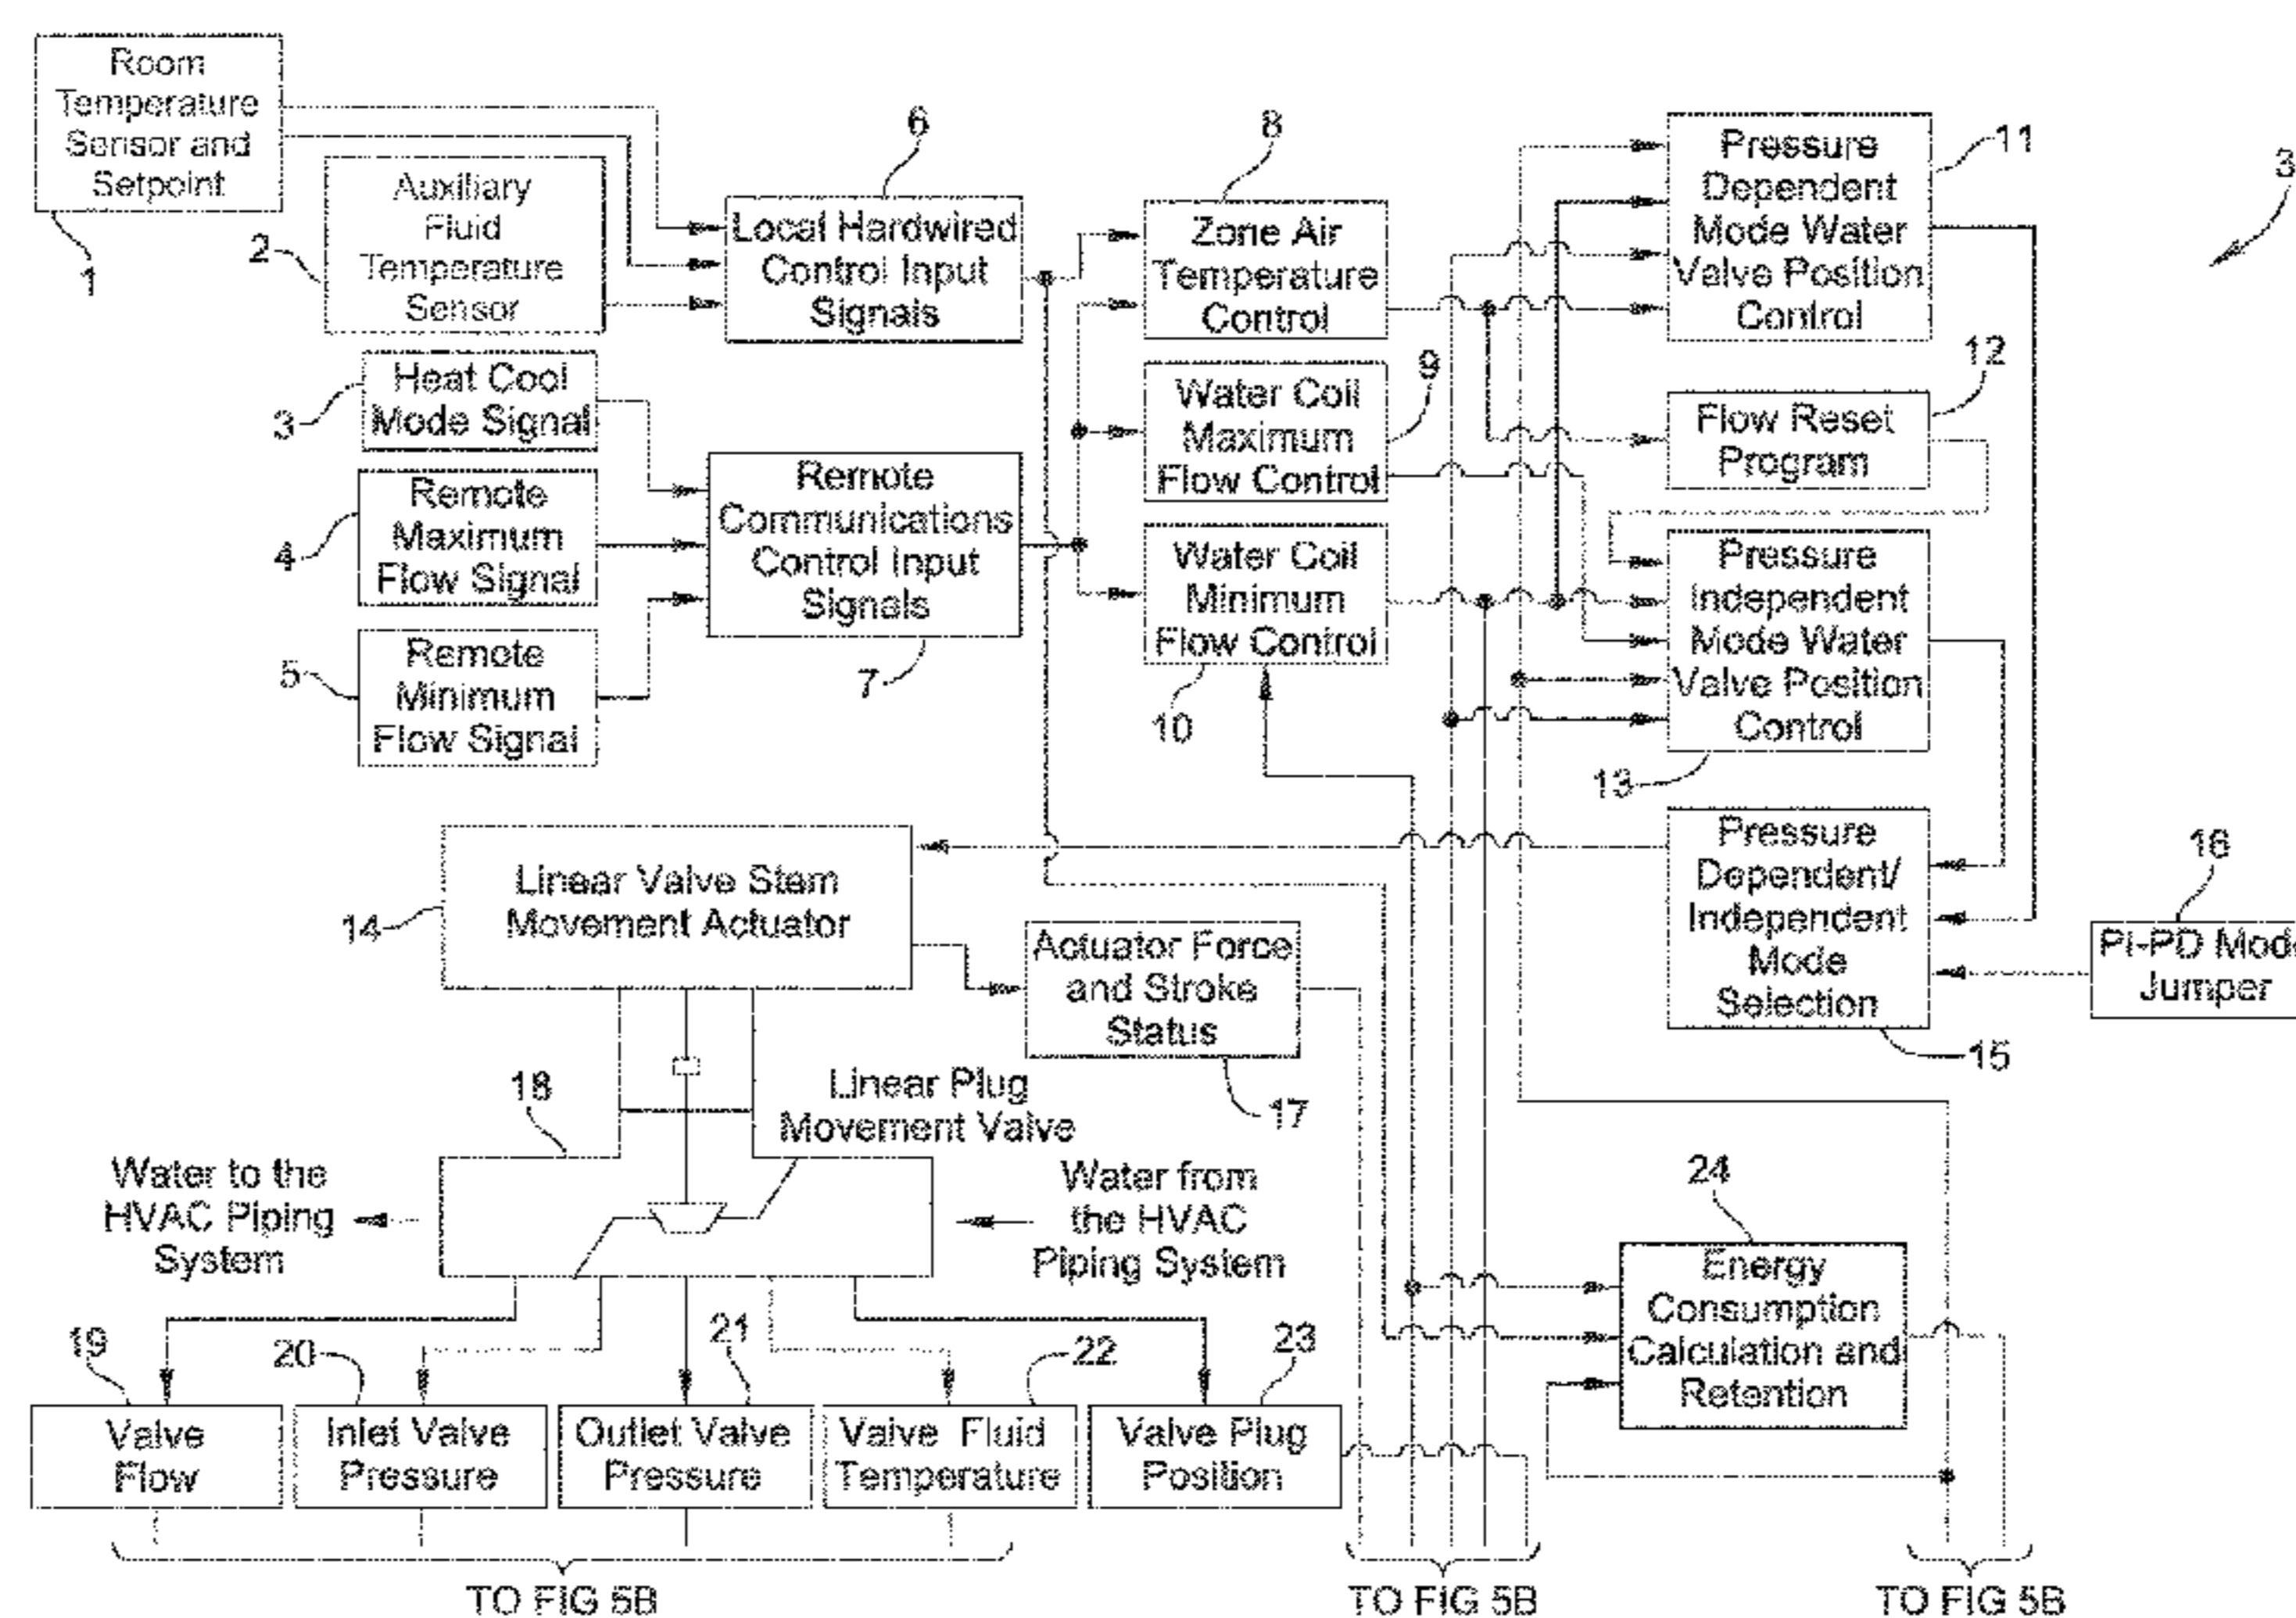 Room
Temperature
Sensor and
Setpoint
1
Auxiliary
Fluid
Temperature
Sensor
2
Heat Cool
Mode Signal
3
Remote
Maximum
Flow Signal
4
Remote
Minimum
Flow Signal
5
6
Local Hardwired
Control Input
Signals
Remote
Communications
Control Input
Signals
7
8
Zone Air
Temperature
Control
9
Water Coil
Maximum
Flow Control
Water Coil
Minimum
Flow Control
10
Pressure
Dependent
Mode Water
Valve Position
Control
11
3
12
Flow Reset
Program
Pressure
Independent
Mode Water
Valve Position
Control
13
Linear Valve Stem
Movement Actuator
14
Pressure
Dependent/
Independent
Mode
Selection
15
16
PI-PD Mode
Jumper
Actuator Force
and Stroke
Status
17
18
Linear Plug
Movement Valve
Water to the
HVAC Piping
System
Water from
the HVAC
Piping System
24
Energy
Consumption
Calculation and
Retention
19
Valve
Flow
20
Inlet Valve
Pressure
21
Outlet Valve
Pressure
22
Valve Fluid
Temperature
23
Valve Plug
Position
TO FIG 5B
TO FIG 5B
TO FIG 5B